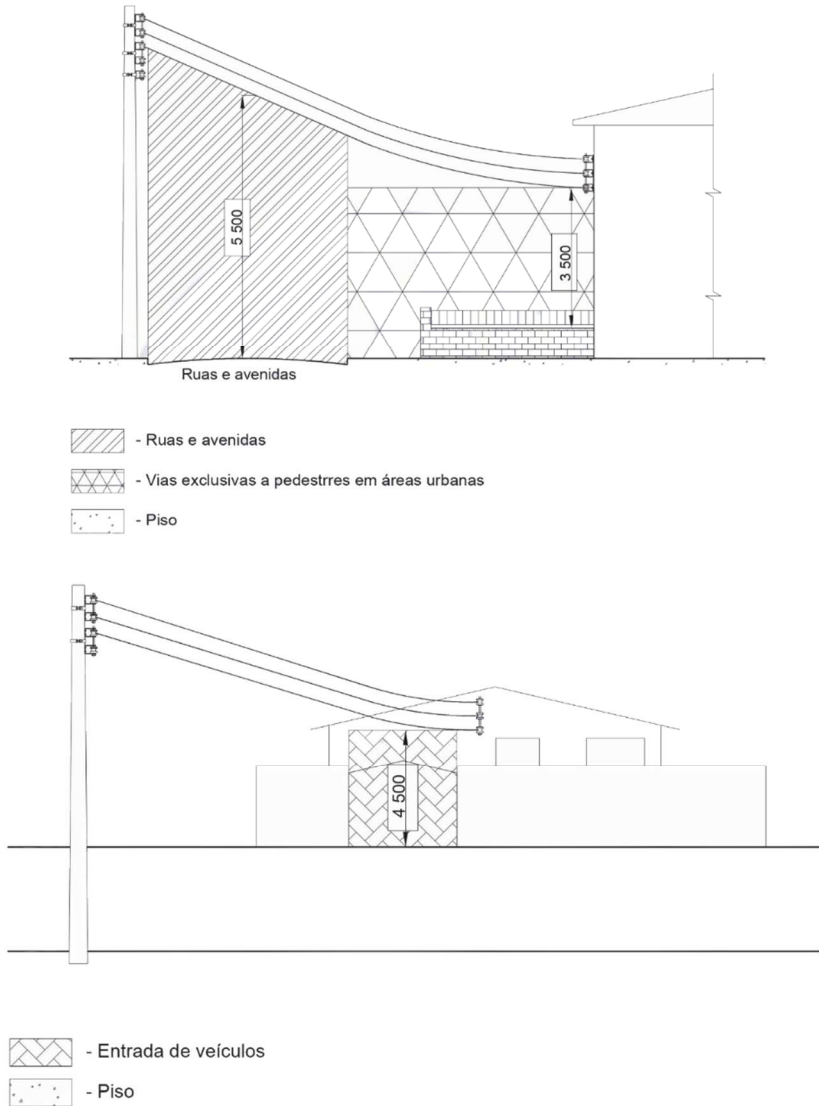 5 500
3 500
Ruas e avenidas
- Ruas e avenidas
- Vias exclusivas a pedestrres em áreas urbanas
- Piso
4 500
- Entrada de veículos
- Piso